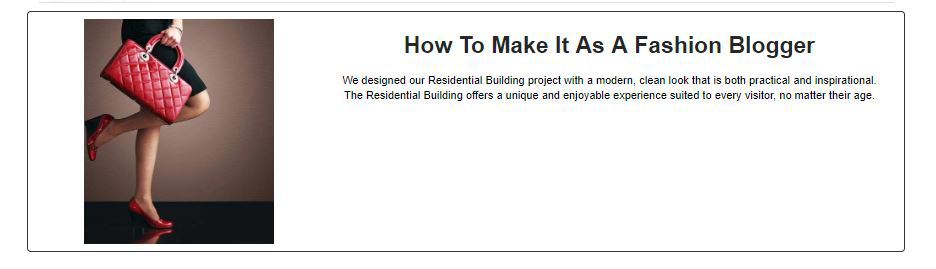 How To Make It As A Fashion Blogger
We designed our Residential Building project with a modern, clean look that is both practical and inspirational.
The Residential Building offers a unique and enjoyable experience suited to every visitor, no matter their age.